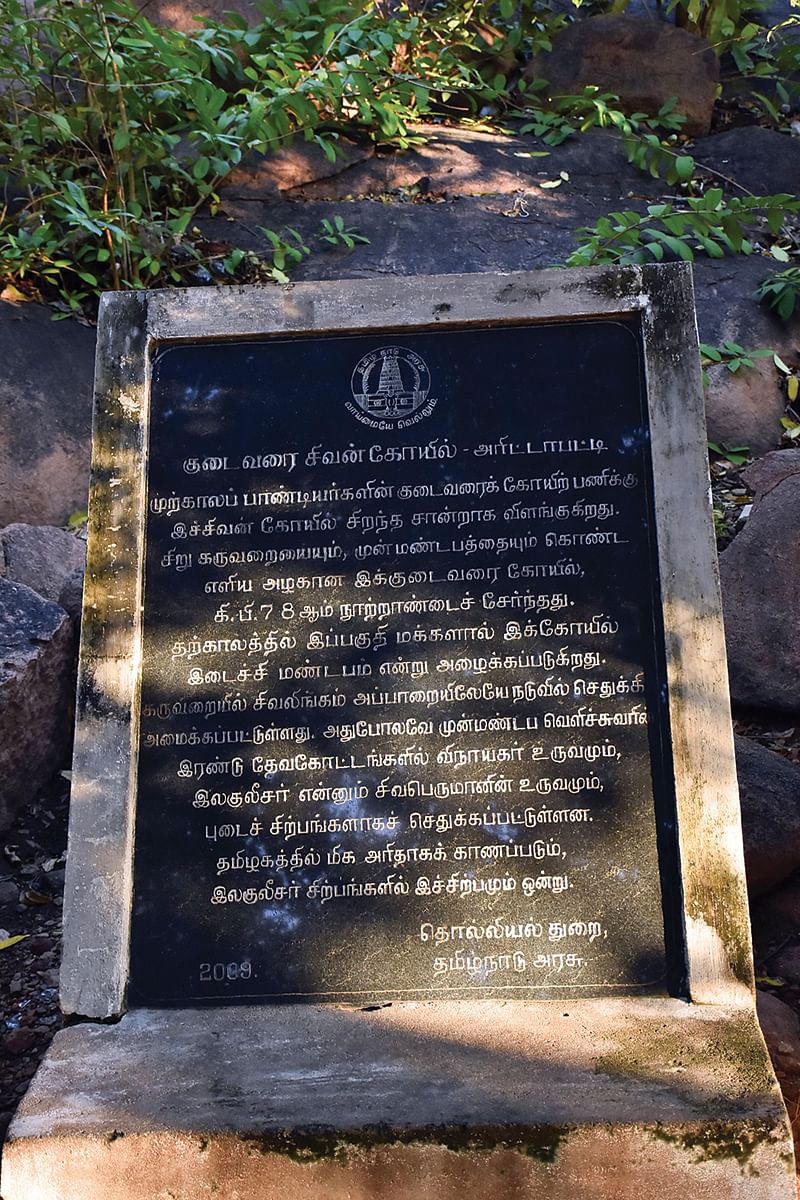 தமிழ் நாடு அரசு
வாய்மையே வெல்லும்
குடைவரை சிவன் கோயில் - அரிட்டாபட்டி
முற்காலப் பாண்டியர்களின் குடைவரைக் கோயிற் பணிக்கு
இச்சிவன் கோயில் சிறந்த சான்றாக விளங்குகிறது.
சிறு கருவறையையும், முன் மண்டபத்தையும் கொண்ட
எளிய அழகான இக்குடைவரை கோயில்,
கி.பி.7 8 ஆம் நூற்றாண்டைச் சேர்ந்தது.
தற்காலத்தில் இப்பகுதி மக்களால் இக்கோயில்
இடைச்சி மண்டபம் என்று அழைக்கப்படுகிறது.
கருவறையில் சிவலிங்கம் அப்பாறையிலேயே நடுவில் செதுக்கி
அமைக்கப்பட்டுள்ளது. அதுபோலவே முன்மண்டப வெளிச்சுவரில்
இரண்டு தேவகோட்டங்களில் விநாயகர் உருவமும்,
இலகுலீசர் என்னும் சிவபெருமானின் உருவமும்,
புடைச் சிற்பங்களாகச் செதுக்கப்பட்டுள்ளன.
தமிழகத்தில் மிக அரிதாகக் காணப்படும்,
இலகுலீசர் சிற்பங்களில் இச்சிற்பமும் ஒன்று.
தொல்லியல் துறை,
2009. தமிழ்நாடு அரசு.